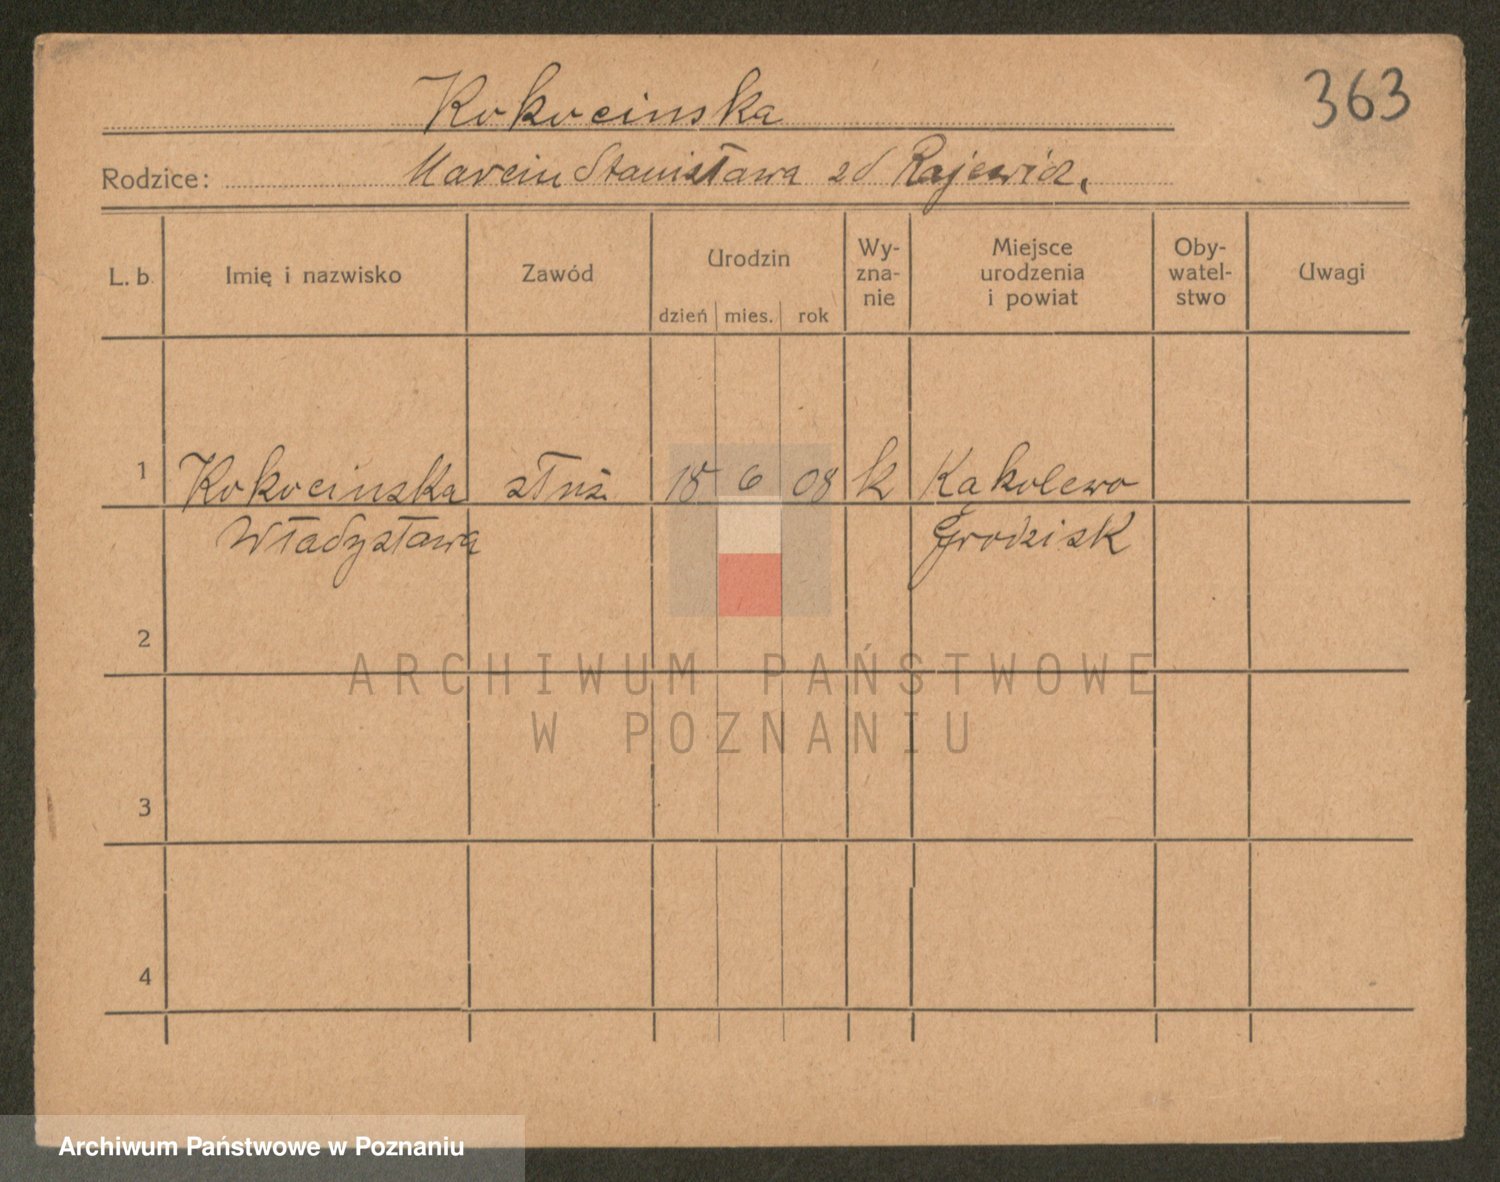 363
Kokocinska
Rodzice: Marcin Stanisława zd Rajewicz,
L. b. Imię i nazwisko Zawód Urodzin Wy- Miejsce Oby- Uwagi
zna- urodzenia watel-
dzień mies. rok nie i powiat stwo
1 Kokocinska służ 18 6 08 k Kakolewo
Władysława Grodzisk
2
3
4
ARCHIWUM PAŃSTWOWE
W POZNANIU
Archiwum Państwowe w Poznaniu